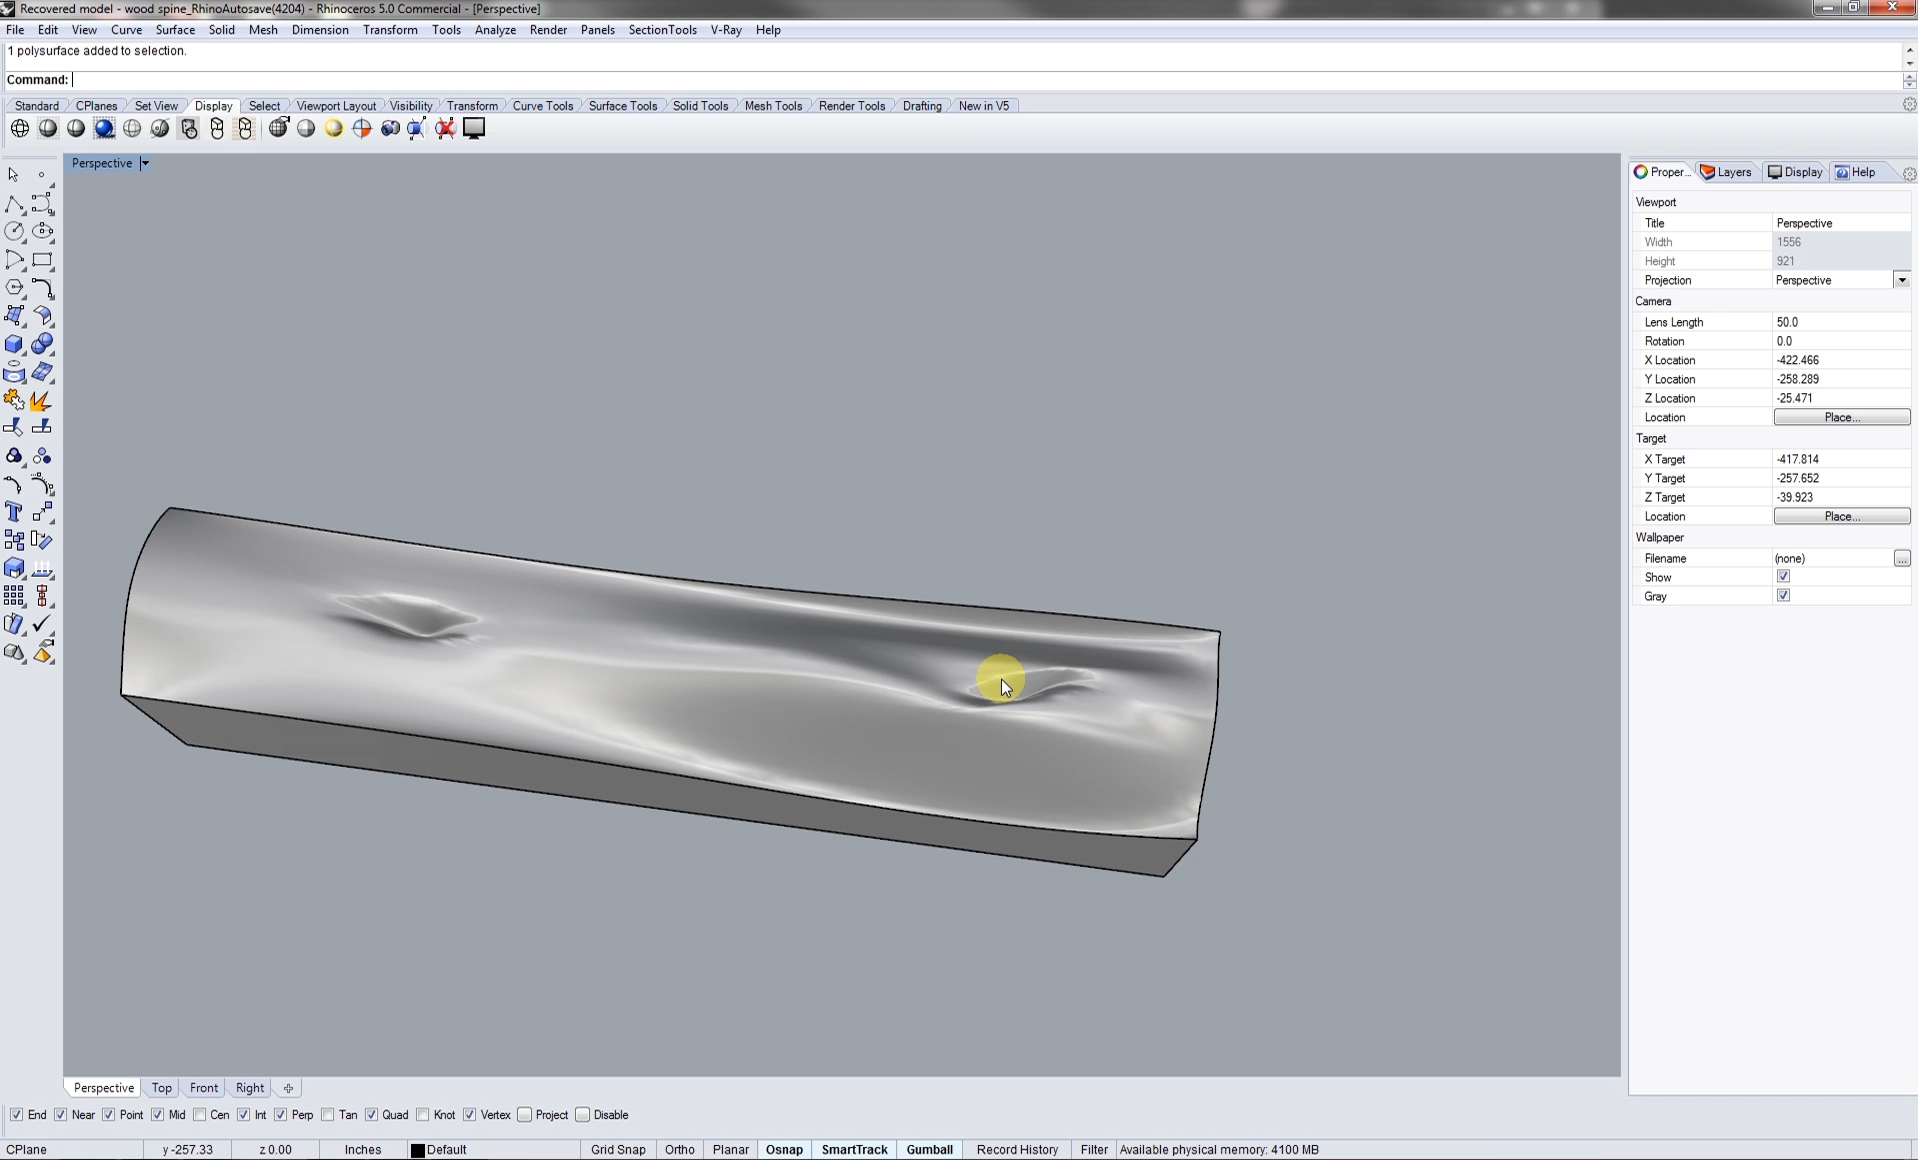 Recovered model - wood spine_RhinoAutosave(4204) - Rhinoceros 5.0 Commercial - [Perspective]
File Edit View Curve Surface Solid Mesh Dimension Transform Tools Analyze Render Panels SectionTools V-Ray Help
1 polysurface added to selection.
Command:
Standard CPlanes Set View Display Select Viewport Layout Visibility Transform Curve Tools Surface Tools Solid Tools Mesh Tools Render Tools Drafting New in V5
Perspective
Proper... Layers Display Help
Viewport
Title Perspective
Width 1556
Height 921
Projection Perspective
Camera
Lens Length 50.0
Rotation 0.0
X Location -422.466
Y Location -258.289
Z Location -25.471
Location Place...
Target
X Target -417.814
Y Target -257.652
Z Target -39.923
Location Place...
Wallpaper
Filename (none) ...
Show
Gray
Perspective Top Front Right
End Near Point Mid Cen Int Perp Tan Quad Knot Vertex Project Disable
CPlane y -257.33 z 0.00 Inches Default Grid Snap Ortho Planar Osnap SmartTrack Gumball Record History Filter Available physical memory: 4100 MB